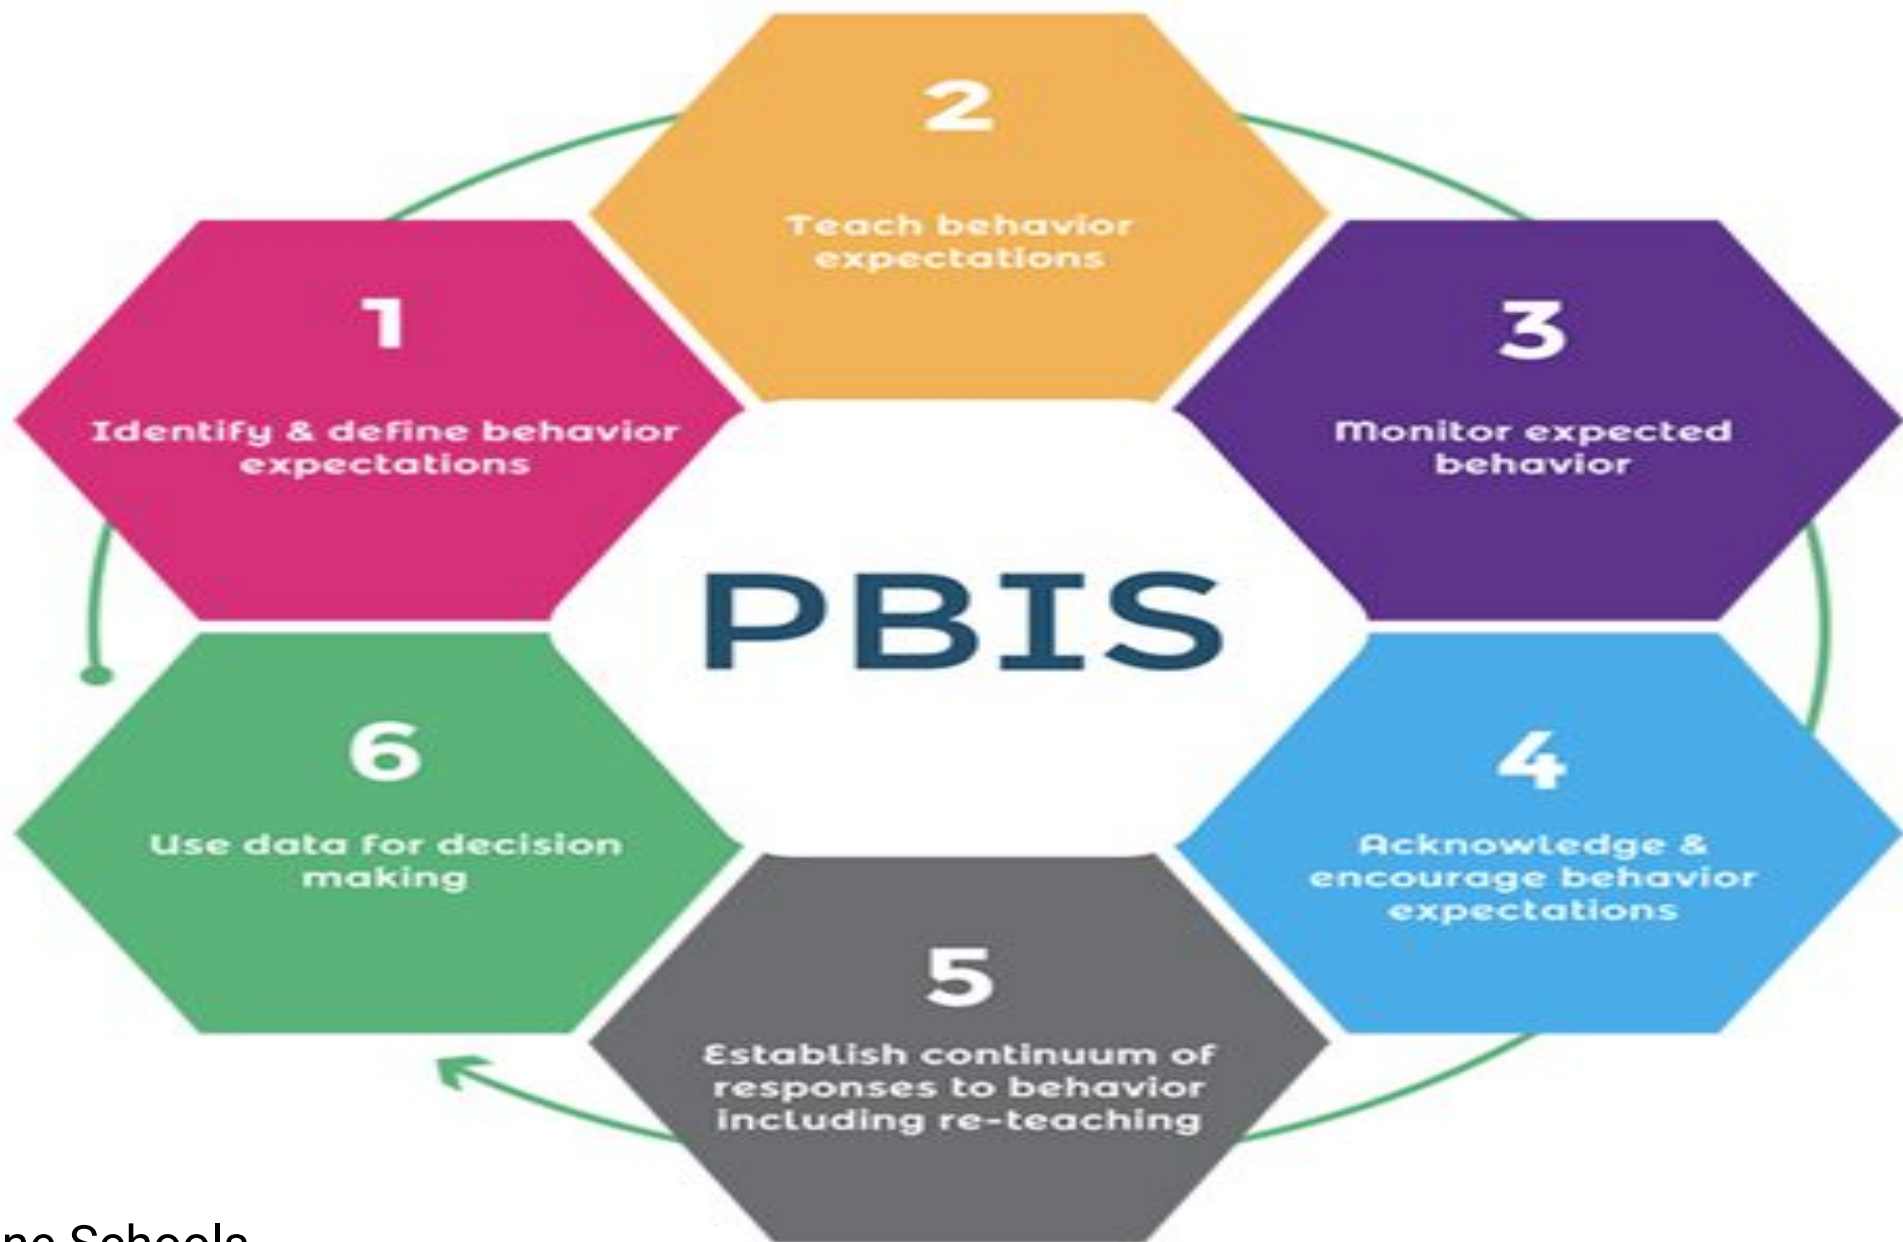 1
Identify & define behavior
expectations
2
Teach behavior
expectations
3
Monitor expected
behavior
PBIS
4
Acknowledge &
encourage behavior
expectations
5
Establish continuum of
responses to behavior
including re-teaching
6
Use data for decision
making
Schools